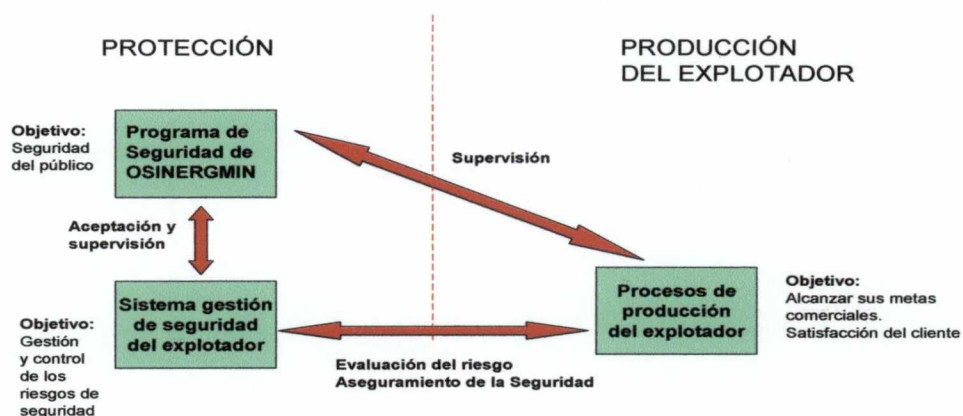 PROTECCIÓN
PRODUCCIÓN
DEL EXPLOTADOR
Objetivo:
Seguridad
del público
Programa de
Seguridad de
OSINERGMIN
Supervisión
Aceptación y
supervisión
Sistema gestión
de seguridad
del explotador
Objetivo:
Gestión
y control
de los
riesgos de
seguridad
Procesos de
producción
del explotador
Objetivo:
Alcanzar sus metas
comerciales.
Satisfacción del cliente
Evaluación del riesgo
Aseguramiento de la Seguridad